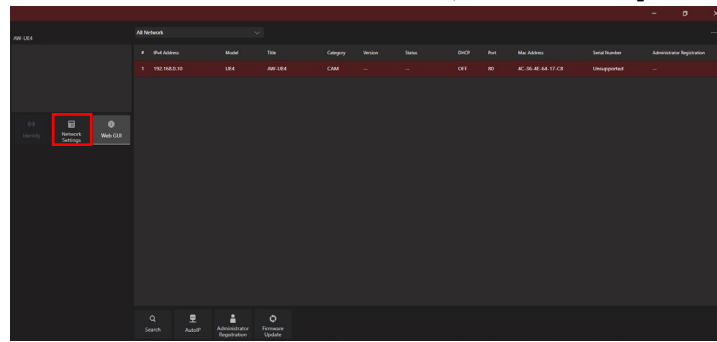 AW-UE4
All Network
# IPv4 Address Model Title Category Version Status DHCP Port Mac Address Serial Number Administrator Registration
1 192.168.0.10 UE4 AW-UE4 CAM --- --- OFF 80 4C-36-4E-64-17-C8 Unsupported ---
Identify
Network
Settings
Web GUI
Search
AutoIP
Administrator
Registration
Firmware
Update